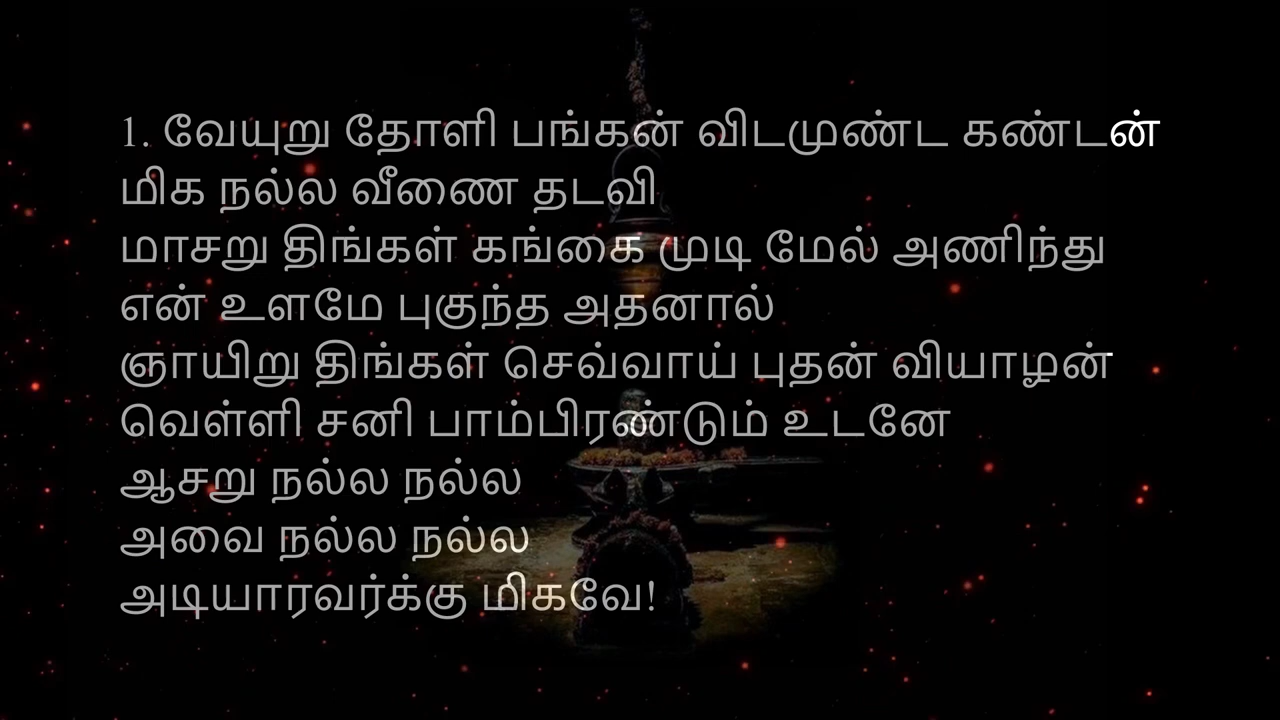 1. வேயுறு தோளி பங்கன் விடமுண்ட கண்டன்
மிக நல்ல வீணை தடவி
மாசறு திங்கள் கங்கை முடி மேல் அணிந்து
என் உளமே புகுந்த அதனால்
ஞாயிறு திங்கள் செவ்வாய் புதன் வியாழன்
வெள்ளி சனி பாம்பிரண்டும் உடனே
ஆசறு நல்ல நல்ல
அவை நல்ல நல்ல
அடியாரவர்க்கு மிகவே!